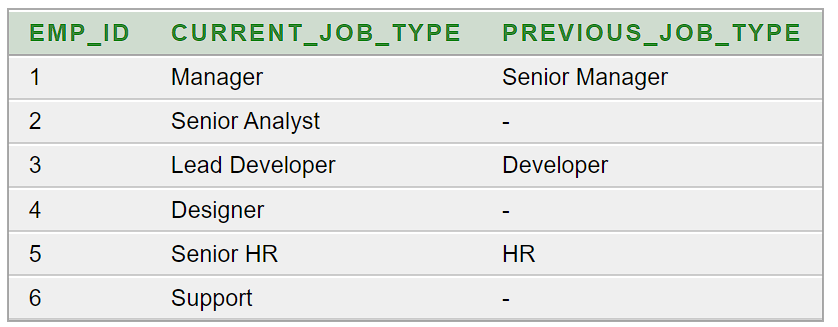 EMP_ID CURRENT_JOB_TYPE PREVIOUS_JOB_TYPE
1 Manager Senior Manager
2 Senior Analyst -
3 Lead Developer Developer
4 Designer -
5 Senior HR HR
6 Support -